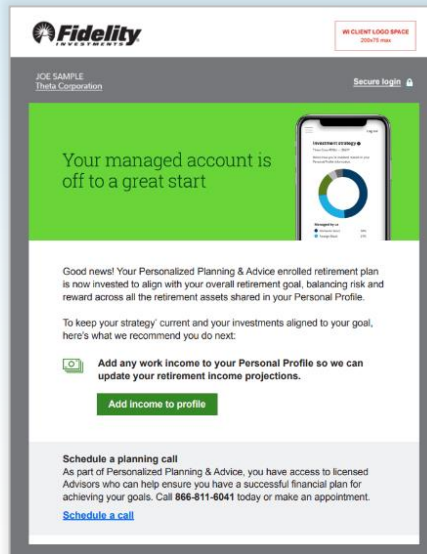 Fidelity
INVESTMENTS
WI CLIENT LOGO SPACE
200x75 max
JOE SAMPLE
Theta Corporation
Secure login
Your managed account is
off to a great start
Log out
Investment strategy
Managed by us
Good news! Your Personalized Planning & Advice enrolled retirement plan
is now invested to align with your overall retirement goal, balancing risk and
reward across all the retirement assets shared in your Personal Profile.
To keep your strategy' current and your investments aligned to your goal,
here's what we recommend you do next:
Add any work income to your Personal Profile so we can
update your retirement income projections.
Add income to profile
Schedule a planning call
As part of Personalized Planning & Advice, you have access to licensed
Advisors who can help ensure you have a successful financial plan for
achieving your goals. Call 866-811-6041 today or make an appointment.
Schedule a call